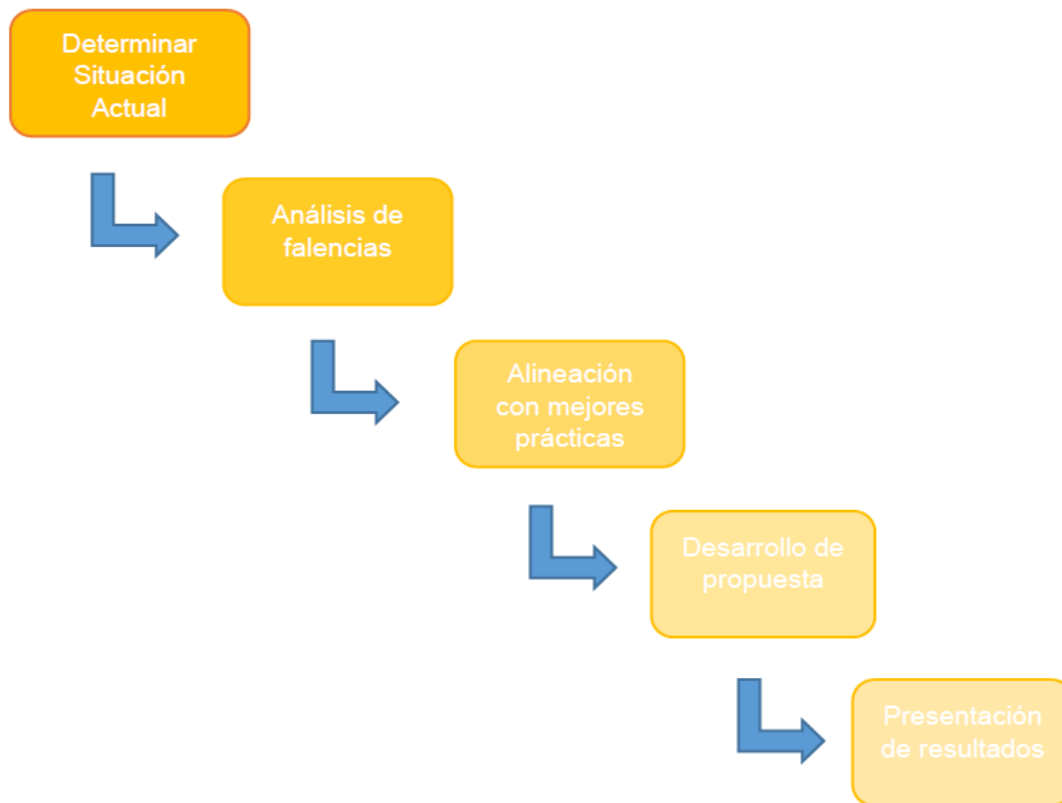 Determinar
Situación
Actual
Análisis de
falencias
Alineación
con mejores
prácticas
Desarrollo de
propuesta
Presentación
de resultados